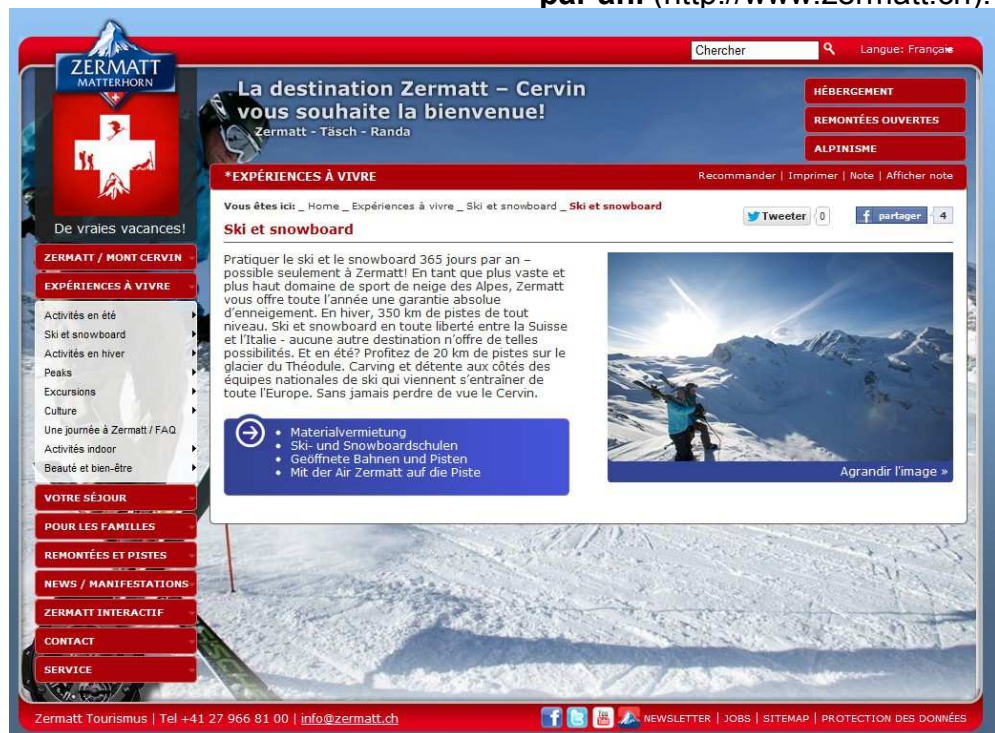 par an. (http://www.zermatt.ch).
Chercher
Langue: Français
ZERMATT
MATTERHORN
La destination Zermatt – Cervin
vous souhaite la bienvenue!
Zermatt - Täsch - Randa
HÉBERGEMENT
REMONTÉES OUVERTES
ALPINISME
*EXPÉRIENCES À VIVRE
Recommander | Imprimer | Note | Afficher note
De vraies vacances!
ZERMATT / MONT CERVIN
EXPÉRIENCES À VIVRE
Activités en été
Ski et snowboard
Activités en hiver
Peaks
Excursions
Culture
Une journée à Zermatt / FAQ
Activités indoor
Beauté et bien-être
VOTRE SÉJOUR
POUR LES FAMILLES
REMONTÉES ET PISTES
NEWS / MANIFESTATIONS
ZERMATT INTERACTIF
CONTACT
SERVICE
Vous êtes ici: _ Home _ Expériences à vivre _ Ski et snowboard _ Ski et snowboard
Tweeter 0
partager 4
Ski et snowboard
Pratiquer le ski et le snowboard 365 jours par an –
possible seulement à Zermatt! En tant que plus vaste et
plus haut domaine de sport de neige des Alpes, Zermatt
vous offre toute l'année une garantie absolue
d'enneigement. En hiver, 350 km de pistes de tout
niveau. Ski et snowboard en toute liberté entre la Suisse
et l'Italie - aucune autre destination n'offre de telles
possibilités. Et en été? Profitez de 20 km de pistes sur le
glacier du Théodule. Carving et détente aux côtés des
équipes nationales de ski qui viennent s'entraîner de
toute l'Europe. Sans jamais perdre de vue le Cervin.
Materialvermietung
Ski- und Snowboardschulen
Geöffnete Bahnen und Pisten
Mit der Air Zermatt auf die Piste
Agrandir l'image »
Zermatt Tourismus | Tel +41 27 966 81 00 | info@zermatt.ch
NEWSLETTER | JOBS | SITEMAP | PROTECTION DES DONNÉES